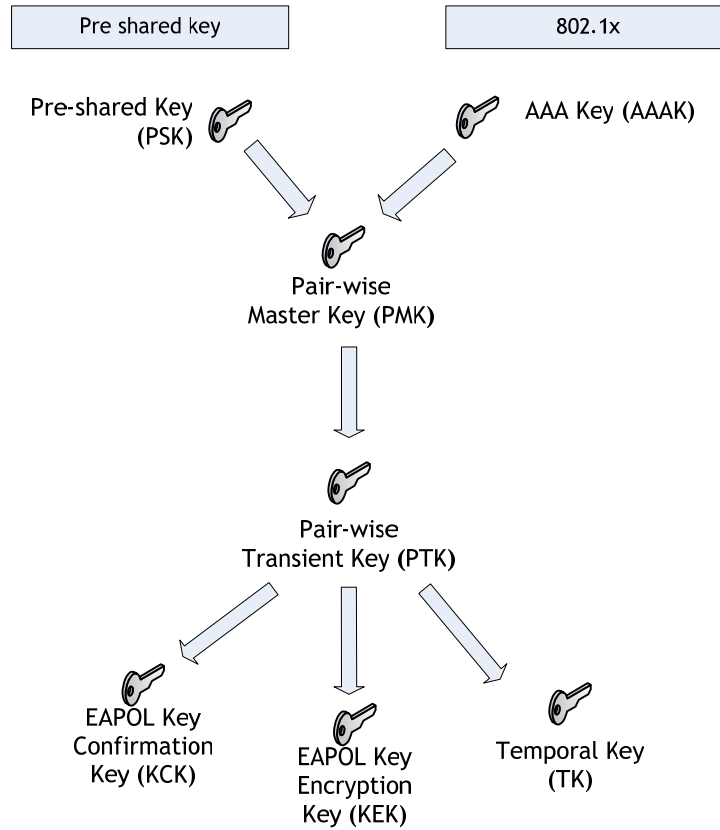 Pre shared key
802.1x
Pre-shared Key
(PSK)
AAA Key (AAAK)
Pair-wise
Master Key (PMK)
Pair-wise
Transient Key (PTK)
EAPOL Key
Confirmation
Key (KCK)
EAPOL Key
Encryption
Key (KEK)
Temporal Key
(TK)